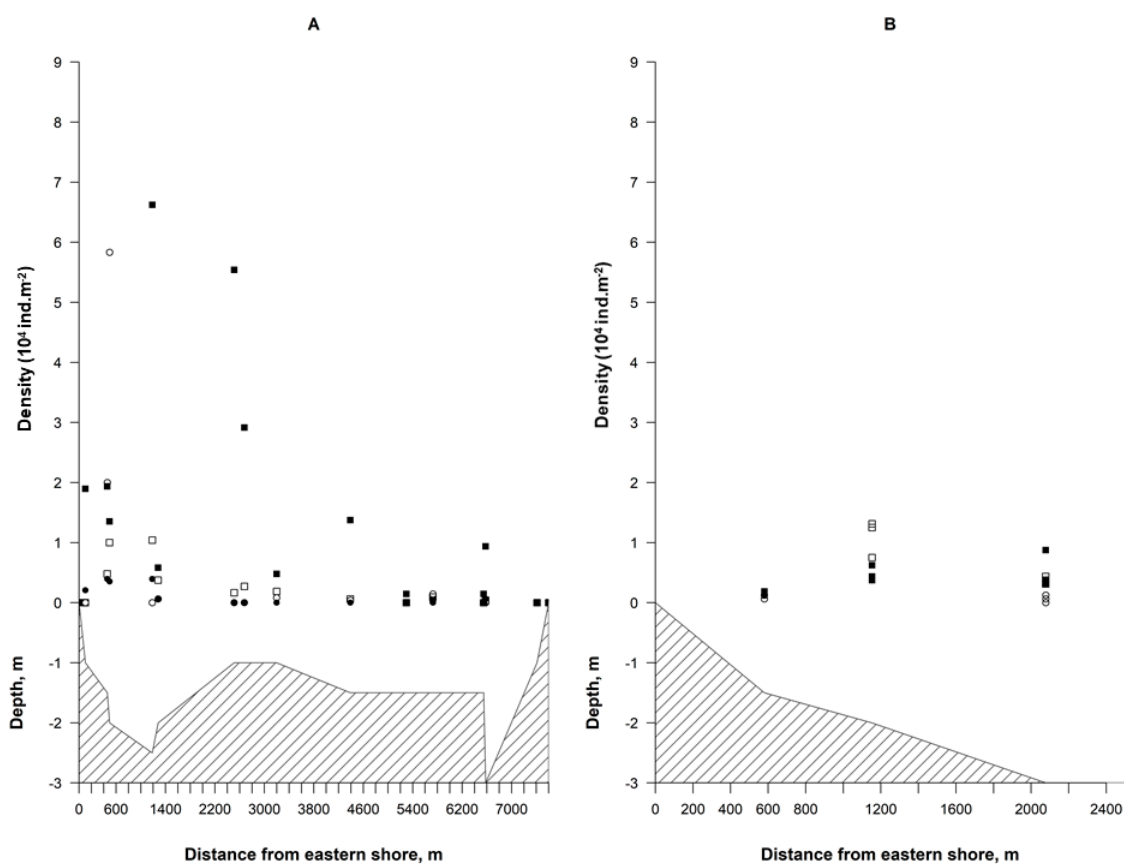 A
9
8
7
6
5
4
3
2
1
0
-1
-2
-3
Density (10⁴ ind.m⁻²)
Depth, m
0 600 1400 2200 3000 3800 4600 5400 6200 7000
Distance from eastern shore, m
B
9
8
7
6
5
4
3
2
1
0
-1
-2
-3
Density (10⁴ ind.m⁻²)
Depth, m
0 200 400 600 800 1200 1600 2000 2400
Distance from eastern shore, m